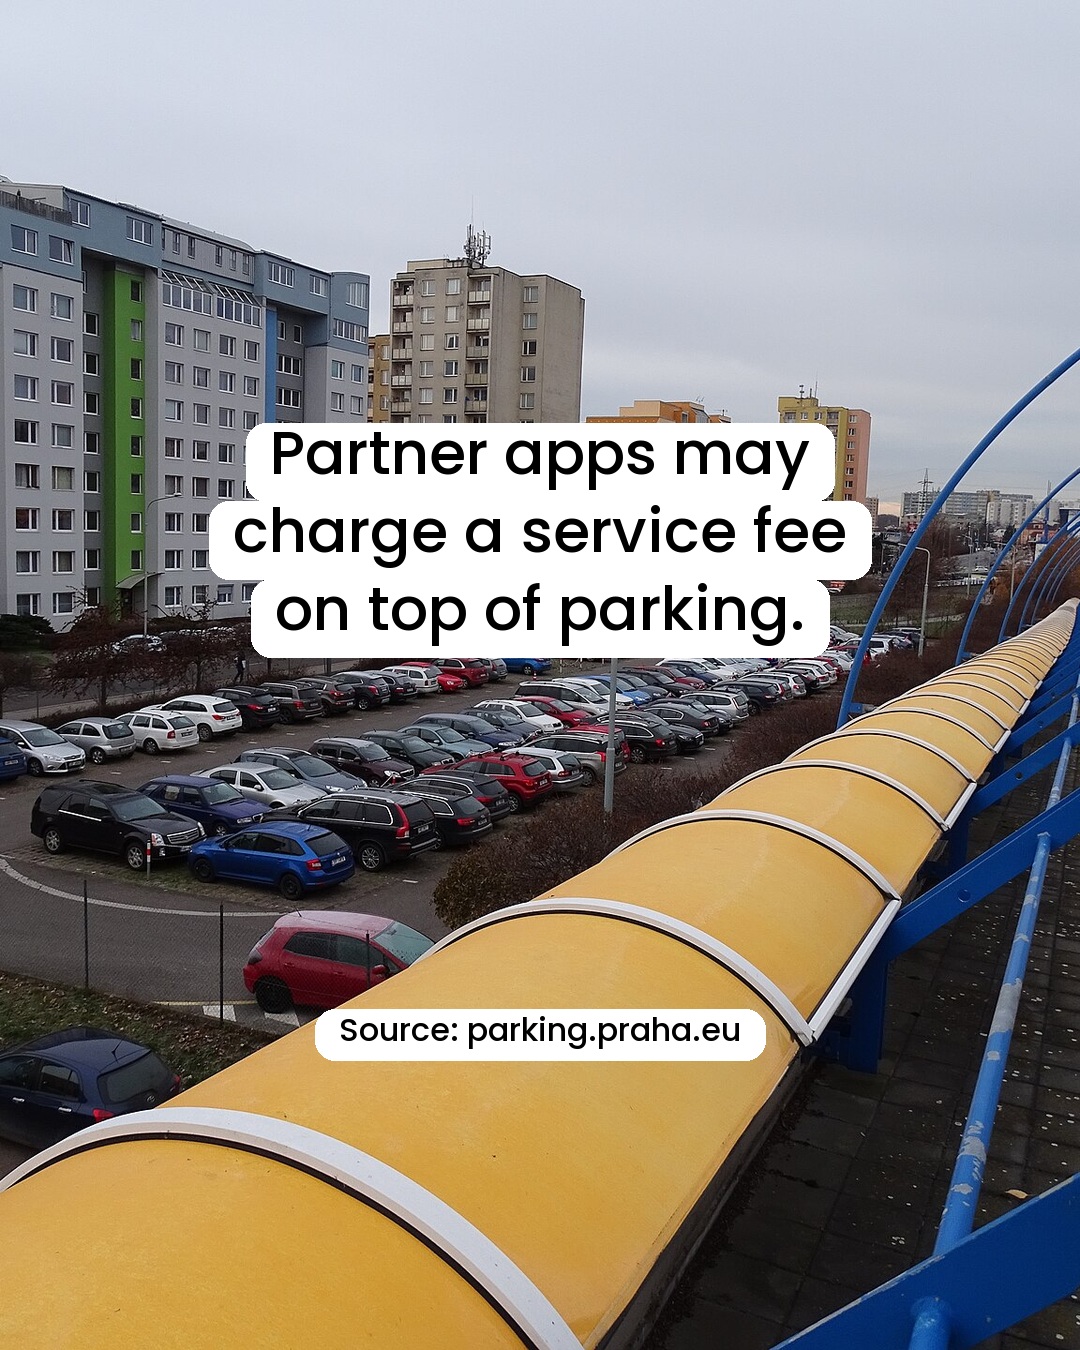 Partner apps may
charge a service fee
on top of parking.
Source: parking.praha.eu